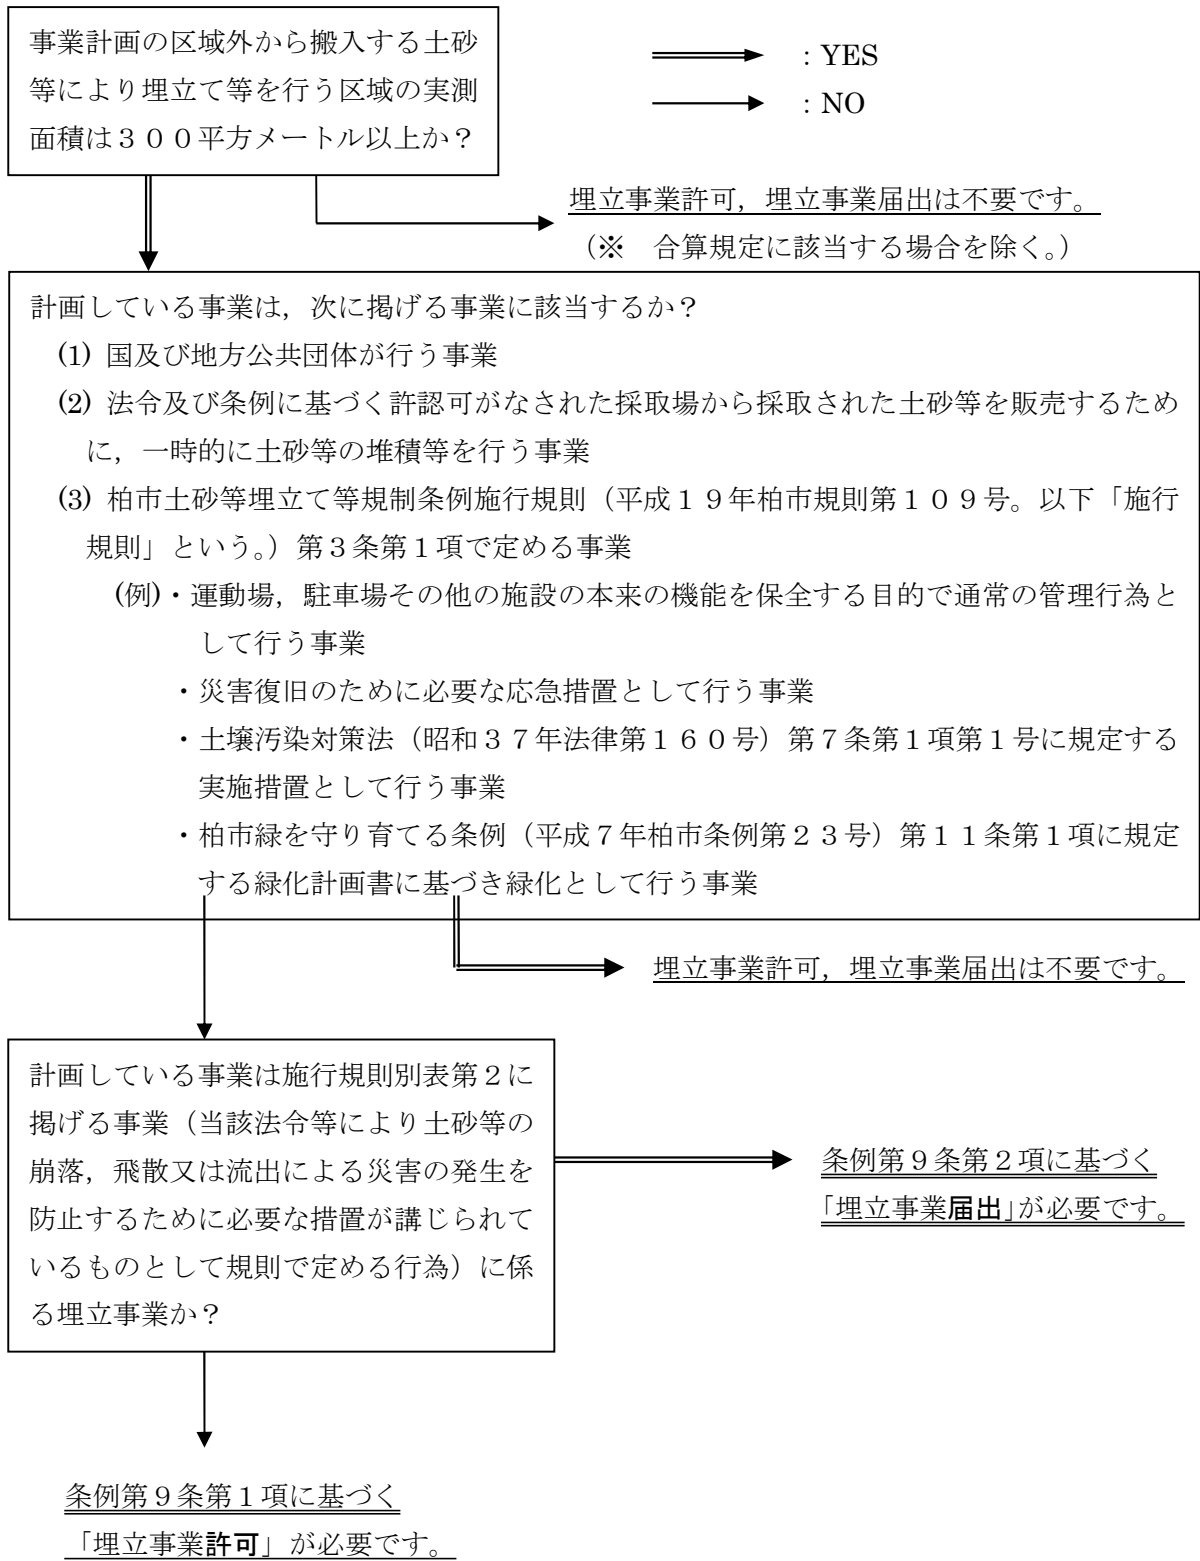 事業計画の区域外から搬入する土砂
等により埋立て等を行う区域の実測
面積は３００平方メートル以上か？
：YES
：NO
埋立事業許可，埋立事業届出は不要です。
（※　合算規定に該当する場合を除く。）
計画している事業は，次に掲げる事業に該当するか？
(1) 国及び地方公共団体が行う事業
(2) 法令及び条例に基づく許認可がなされた採取場から採取された土砂等を販売するため
に，一時的に土砂等の堆積等を行う事業
(3) 柏市土砂等埋立て等規制条例施行規則（平成１９年柏市規則第１０９号。以下「施行
規則」という。）第３条第１項で定める事業
(例)・運動場，駐車場その他の施設の本来の機能を保全する目的で通常の管理行為と
して行う事業
・災害復旧のために必要な応急措置として行う事業
・土壌汚染対策法（昭和３７年法律第１６０号）第７条第１項第１号に規定する
実施措置として行う事業
・柏市緑を守り育てる条例（平成７年柏市条例第２３号）第１１条第１項に規定
する緑化計画書に基づき緑化として行う事業
埋立事業許可，埋立事業届出は不要です。
計画している事業は施行規則別表第２に
掲げる事業（当該法令等により土砂等の
崩落，飛散又は流出による災害の発生を
防止するために必要な措置が講じられて
いるものとして規則で定める行為）に係
る埋立事業か？
条例第９条第２項に基づく
「埋立事業届出」が必要です。
条例第９条第１項に基づく
「埋立事業許可」が必要です。